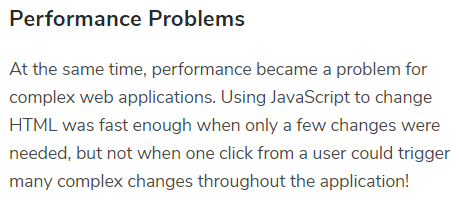 Performance Problems
At the same time, performance became a problem for
complex web applications. Using JavaScript to change
HTML was fast enough when only a few changes were
needed, but not when one click from a user could trigger
many complex changes throughout the application!